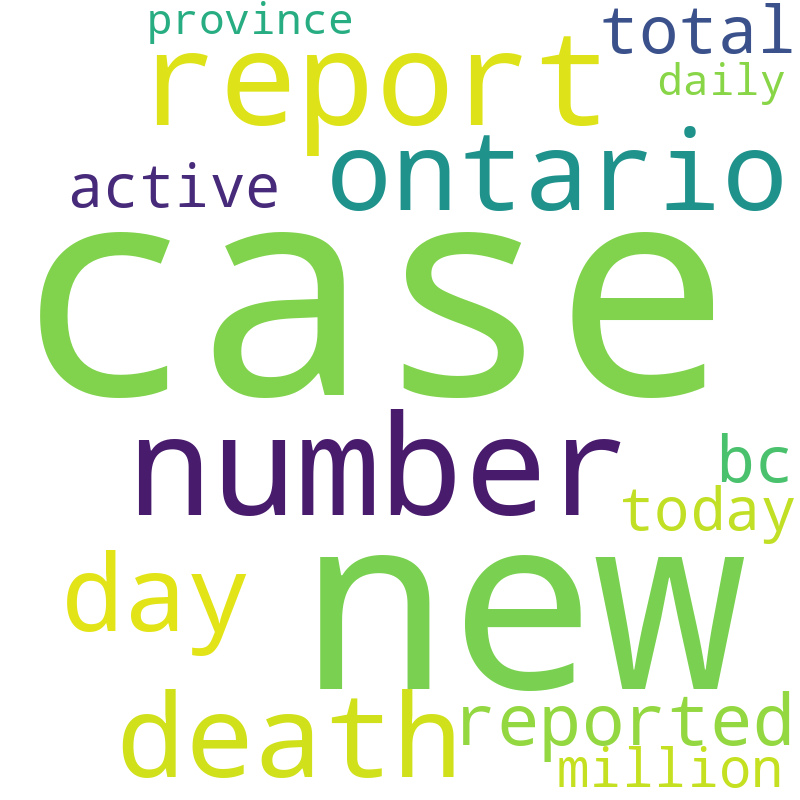 province total
report daily
active ontario
case
number bc
today
day new
death reported
million